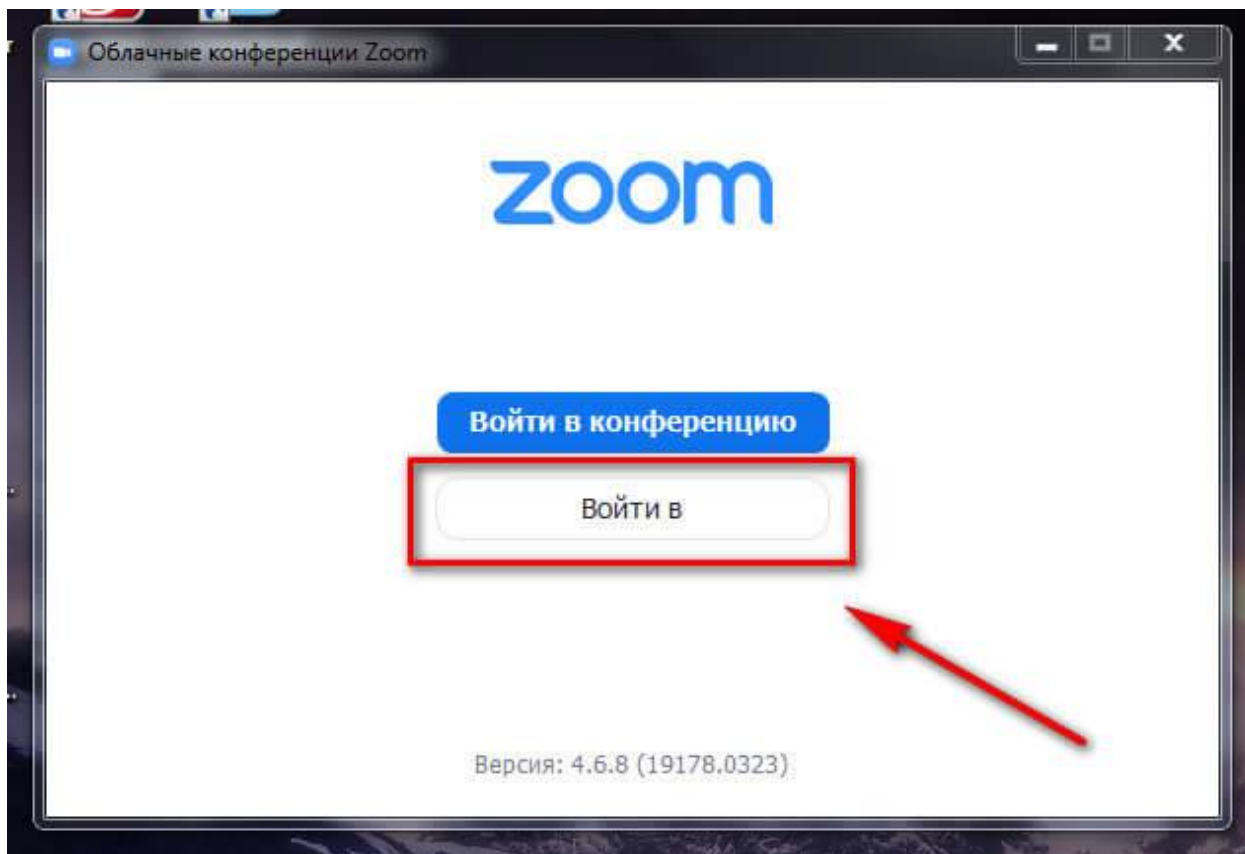 Облачные конференции Zoom
zoom
Войти в конференцию
Войти в
Версия: 4.6.8 (19178.0323)